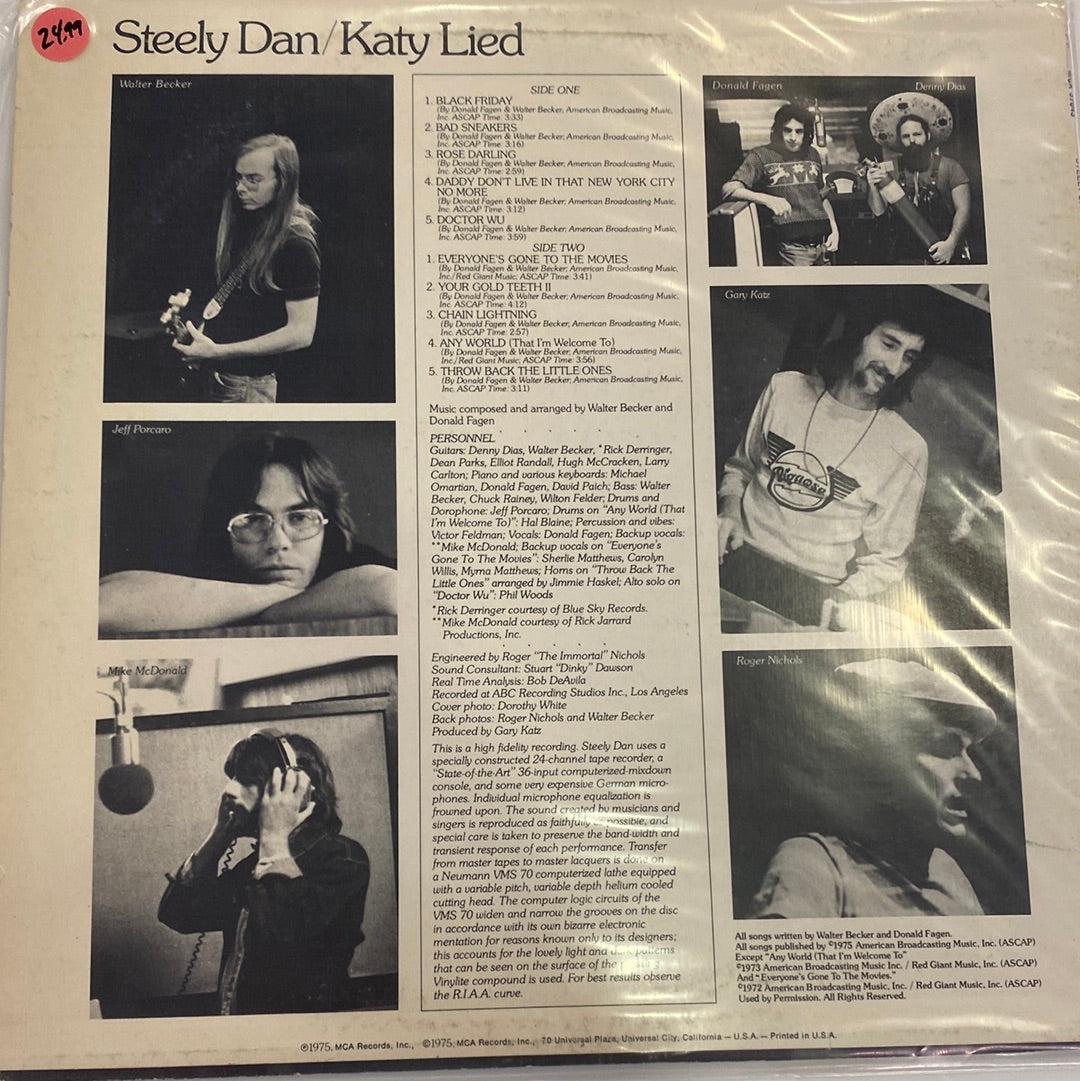 24.99
Steely Dan/Katy Lied
Walter Becker
SIDE ONE
1. BLACK FRIDAY
(By Donald Fagen & Walter Becker, American Broadcasting Music,
Inc. ASCAP Time: 3:33)
2. BAD SNEAKERS
(By Donald Fagen & Walter Becker, American Broadcasting Music,
Inc. ASCAP Time: 3:16)
3. ROSE DARLING
(By Donald Fagen & Walter Becker, American Broadcasting Music,
Inc. ASCAP Time: 2:59)
4. DADDY DON'T LIVE IN THAT NEW YORK CITY
NO MORE
(By Donald Fagen & Walter Becker, American Broadcasting Music,
Inc. ASCAP Time: 3:12)
5. DOCTOR WU
(By Donald Fagen & Walter Becker, American Broadcasting Music,
Inc. ASCAP Time: 3:59)
SIDE TWO
1. EVERYONE'S GONE TO THE MOVIES
(By Donald Fagen & Walter Becker, American Broadcasting Music,
Inc./Red Giant Music; ASCAP Time: 3:41)
2. YOUR GOLD TEETH II
(By Donald Fagen & Walter Becker; American Broadcasting Music,
Inc. ASCAP Time: 4:12)
3. CHAIN LIGHTNING
(By Donald Fagen & Walter Becker; American Broadcasting Music,
Inc. ASCAP Time: 2:57)
4. ANY WORLD (That I'm Welcome To)
(By Donald Fagen & Walter Becker; American Broadcasting Music,
Inc./Red Giant Music; ASCAP Time: 3:56)
5. THROW BACK THE LITTLE ONES
(By Donald Fagen & Walter Becker; American Broadcasting Music,
Inc. ASCAP Time: 3:11)
Music composed and arranged by Walter Becker and
Donald Fagen
PERSONNEL
Guitars: Denny Dias, Walter Becker, *Rick Derringer,
Dean Parks, Elliot Randall, Hugh McCracken, Larry
Carlton; Piano and various keyboards: Michael
Omartian, Donald Fagen, David Paich; Bass: Walter
Becker, Chuck Rainey, Wilton Felder; Drums and
Dorophone: Jeff Porcaro; Drums on "Any World (That
I'm Welcome To)": Hal Blaine; Percussion and vibes:
Victor Feldman; Vocals: Donald Fagen; Backup vocals:
**Mike McDonald; Backup vocals on "Everyone's
Gone To The Movies": Sherlie Matthews, Carolyn
Willis, Myrna Matthews; Horns on "Throw Back The
Little Ones" arranged by Jimmie Haskel; Alto solo on
"Doctor Wu": Phil Woods
*Rick Derringer courtesy of Blue Sky Records.
**Mike McDonald courtesy of Rick Jarrard
Productions, Inc.
Engineered by Roger "The Immortal" Nichols
Sound Consultant: Stuart "Dinky" Dawson
Real Time Analysis: Bob DeAvila
Recorded at ABC Recording Studios Inc., Los Angeles
Cover photo: Dorothy White
Back photos: Roger Nichols and Walter Becker
Produced by Gary Katz
This is a high fidelity recording. Steely Dan uses a
specially constructed 24-channel tape recorder, a
"State-of-the-Art" 36-input computerized-mixdown
console, and some very expensive German micro-
phones. Individual microphone equalization is
frowned upon. The sound created by musicians and
singers is reproduced as faithfully possible, and
special care is taken to preserve the band-width and
transient response of each performance. Transfer
from master tapes to master lacquers is done on
a Neumann VMS 70 computerized lathe equipped
with a variable pitch, variable depth helium cooled
cutting head. The computer logic circuits of the
VMS 70 widen and narrow the grooves on the disc
in accordance with its own bizarre electronic
mentation for reasons known only to its designers;
this accounts for the lovely light and dark patterns
that can be seen on the surface of the
Vinylite compound is used. For best results observe
the R.I.A.A. curve.
Jeff Porcaro
Mike McDonald
Donald Fagen
Denny Dias
Gary Katz
Roger Nichols
All songs written by Walter Becker and Donald Fagen.
All songs published by ©1975 American Broadcasting Music, Inc. (ASCAP)
Except "Any World (That I'm Welcome To"
©1973 American Broadcasting Music Inc. / Red Giant Music, Inc. (ASCAP)
And "Everyone's Gone To The Movies."
©1972 American Broadcasting Music, Inc. / Red Giant Music, Inc. (ASCAP)
Used by Permission. All Rights Reserved.
℗1975, MCA Records, Inc., ©1975, MCA Records, Inc., 70 Universal Plaza, Universal City, California — U.S.A. — Printed in U.S.A.